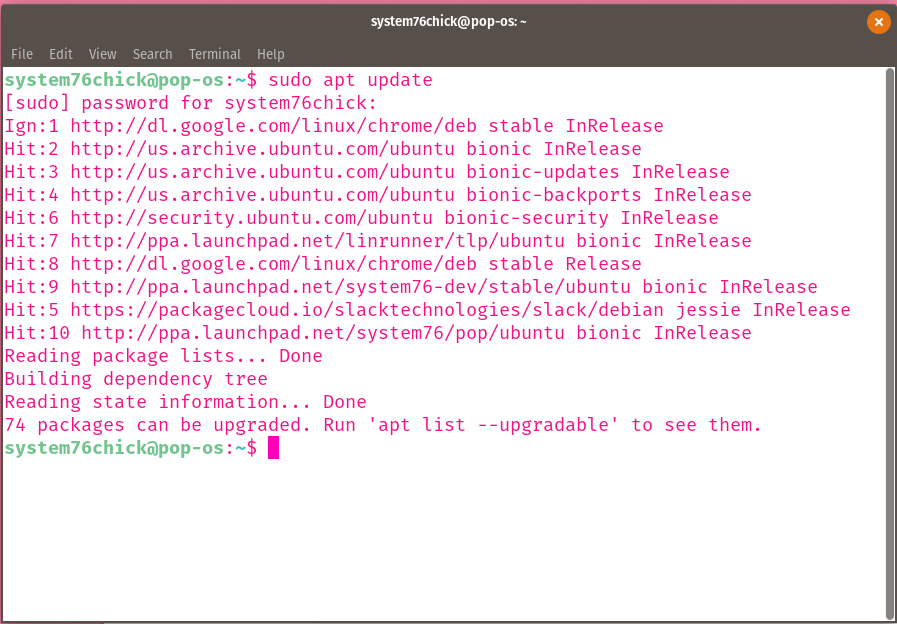 system76chick@pop-os: ~
File Edit View Search Terminal Help
system76chick@pop-os:~$ sudo apt update
[sudo] password for system76chick:
Ign:1 http://dl.google.com/linux/chrome/deb stable InRelease
Hit:2 http://us.archive.ubuntu.com/ubuntu bionic InRelease
Hit:3 http://us.archive.ubuntu.com/ubuntu bionic-updates InRelease
Hit:4 http://us.archive.ubuntu.com/ubuntu bionic-backports InRelease
Hit:6 http://security.ubuntu.com/ubuntu bionic-security InRelease
Hit:7 http://ppa.launchpad.net/linrunner/tlp/ubuntu bionic InRelease
Hit:8 http://dl.google.com/linux/chrome/deb stable Release
Hit:9 http://ppa.launchpad.net/system76-dev/stable/ubuntu bionic InRelease
Hit:5 https://packagecloud.io/slacktechnologies/slack/debian jessie InRelease
Hit:10 http://ppa.launchpad.net/system76/pop/ubuntu bionic InRelease
Reading package lists... Done
Building dependency tree
Reading state information... Done
74 packages can be upgraded. Run 'apt list --upgradable' to see them.
system76chick@pop-os:~$